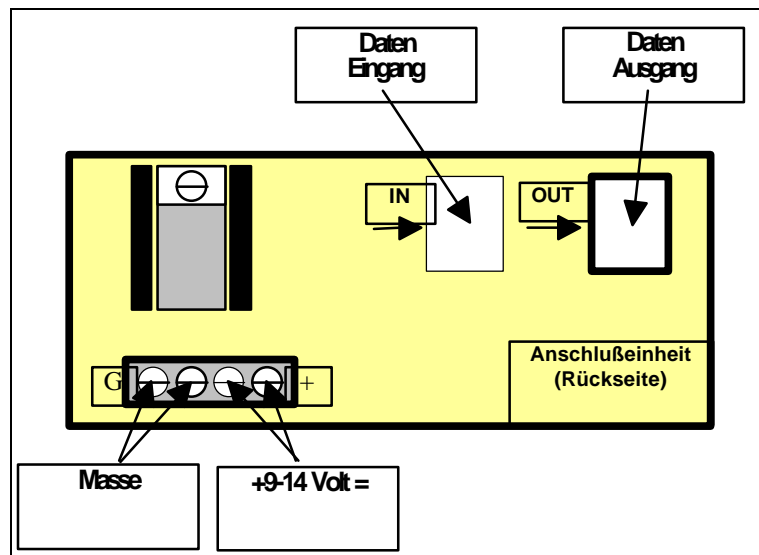 Daten
Eingang
Daten
Ausgang
IN
OUT
Anschlußeinheit
(Rückseite)
G
+
Masse
+9-14 Volt =